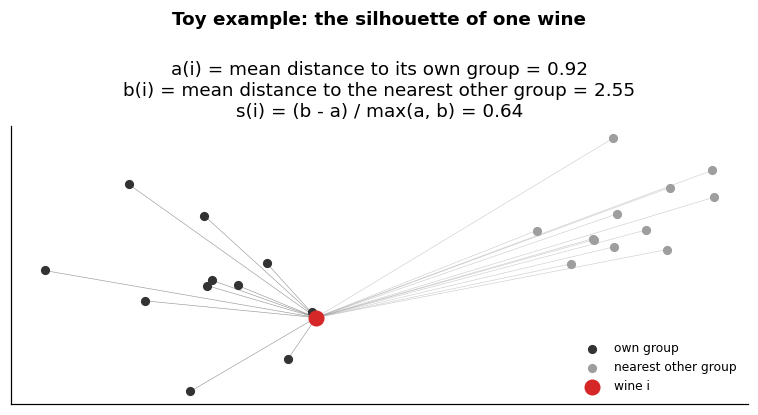 Toy example: the silhouette of one wine
a(i) = mean distance to its own group = 0.92
b(i) = mean distance to the nearest other group = 2.55
s(i) = (b - a) / max(a, b) = 0.64
own group
nearest other group
wine i